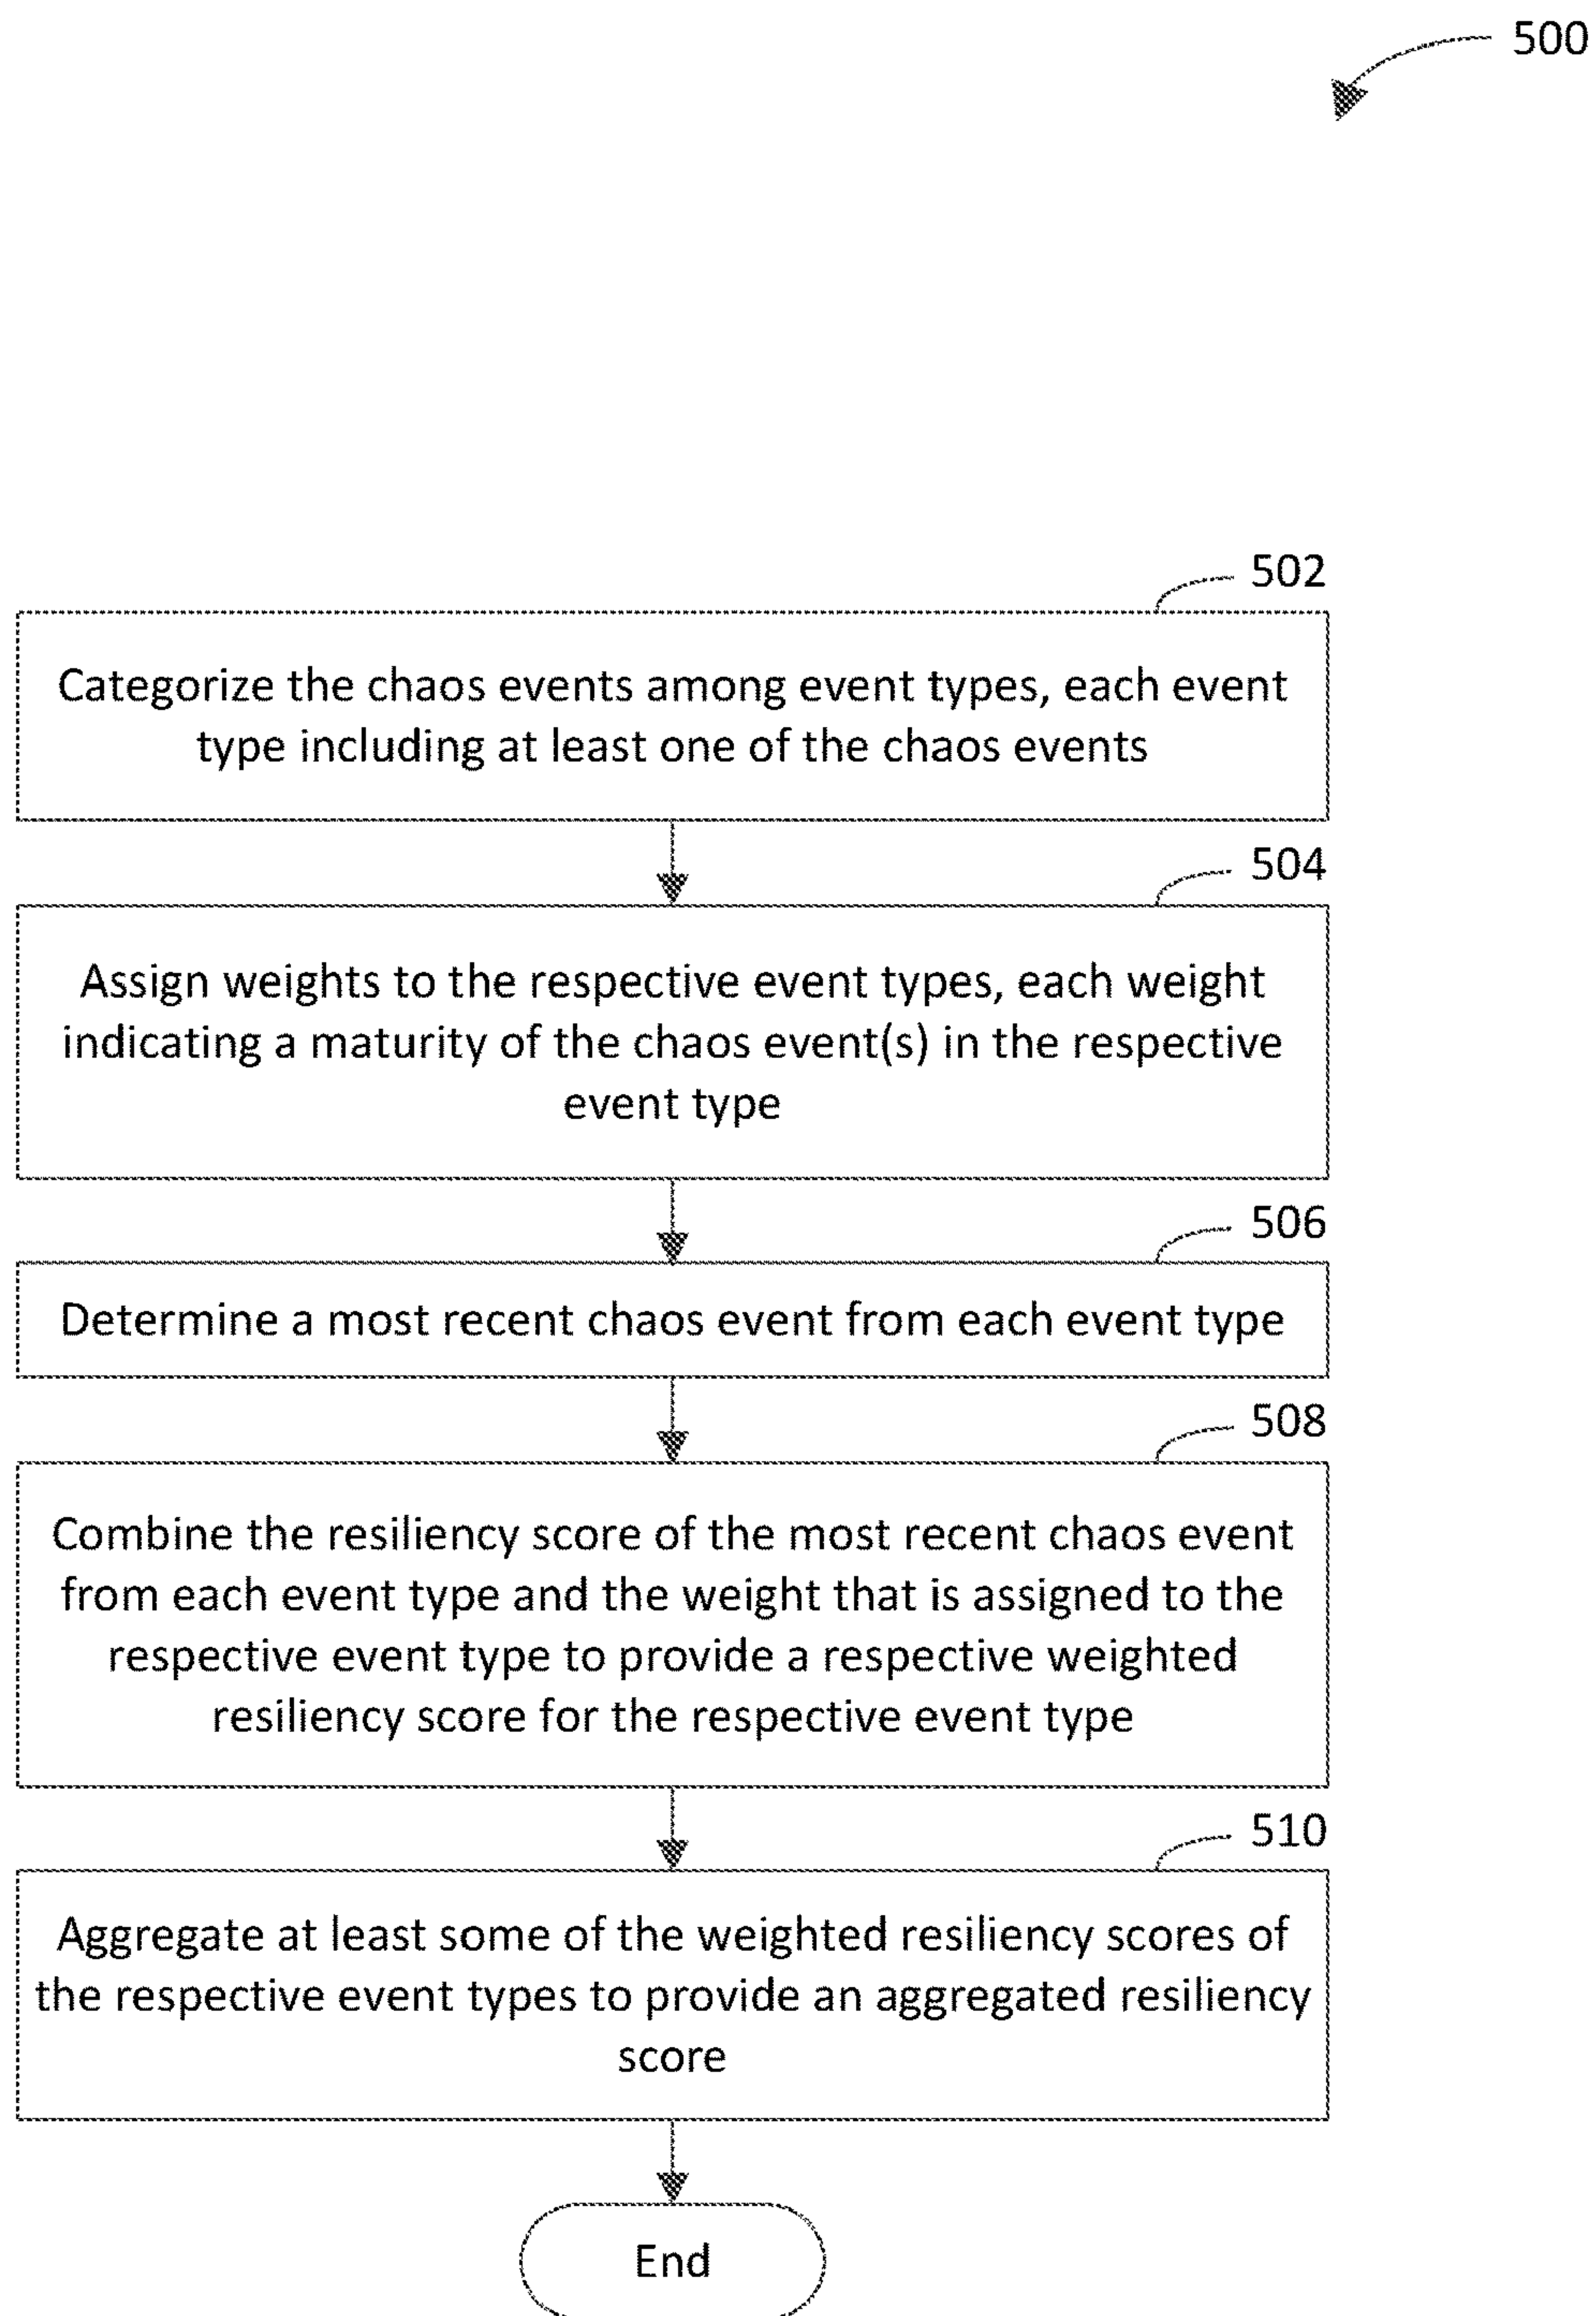 500
502
Categorize the chaos events among event types, each event
type including at least one of the chaos events
504
Assign weights to the respective event types, each weight
indicating a maturity of the chaos event(s) in the respective
event type
506
Determine a most recent chaos event from each event type
508
Combine the resiliency score of the most recent chaos event
from each event type and the weight that is assigned to the
respective event type to provide a respective weighted
resiliency score for the respective event type
510
Aggregate at least some of the weighted resiliency scores of
the respective event types to provide an aggregated resiliency
score
End